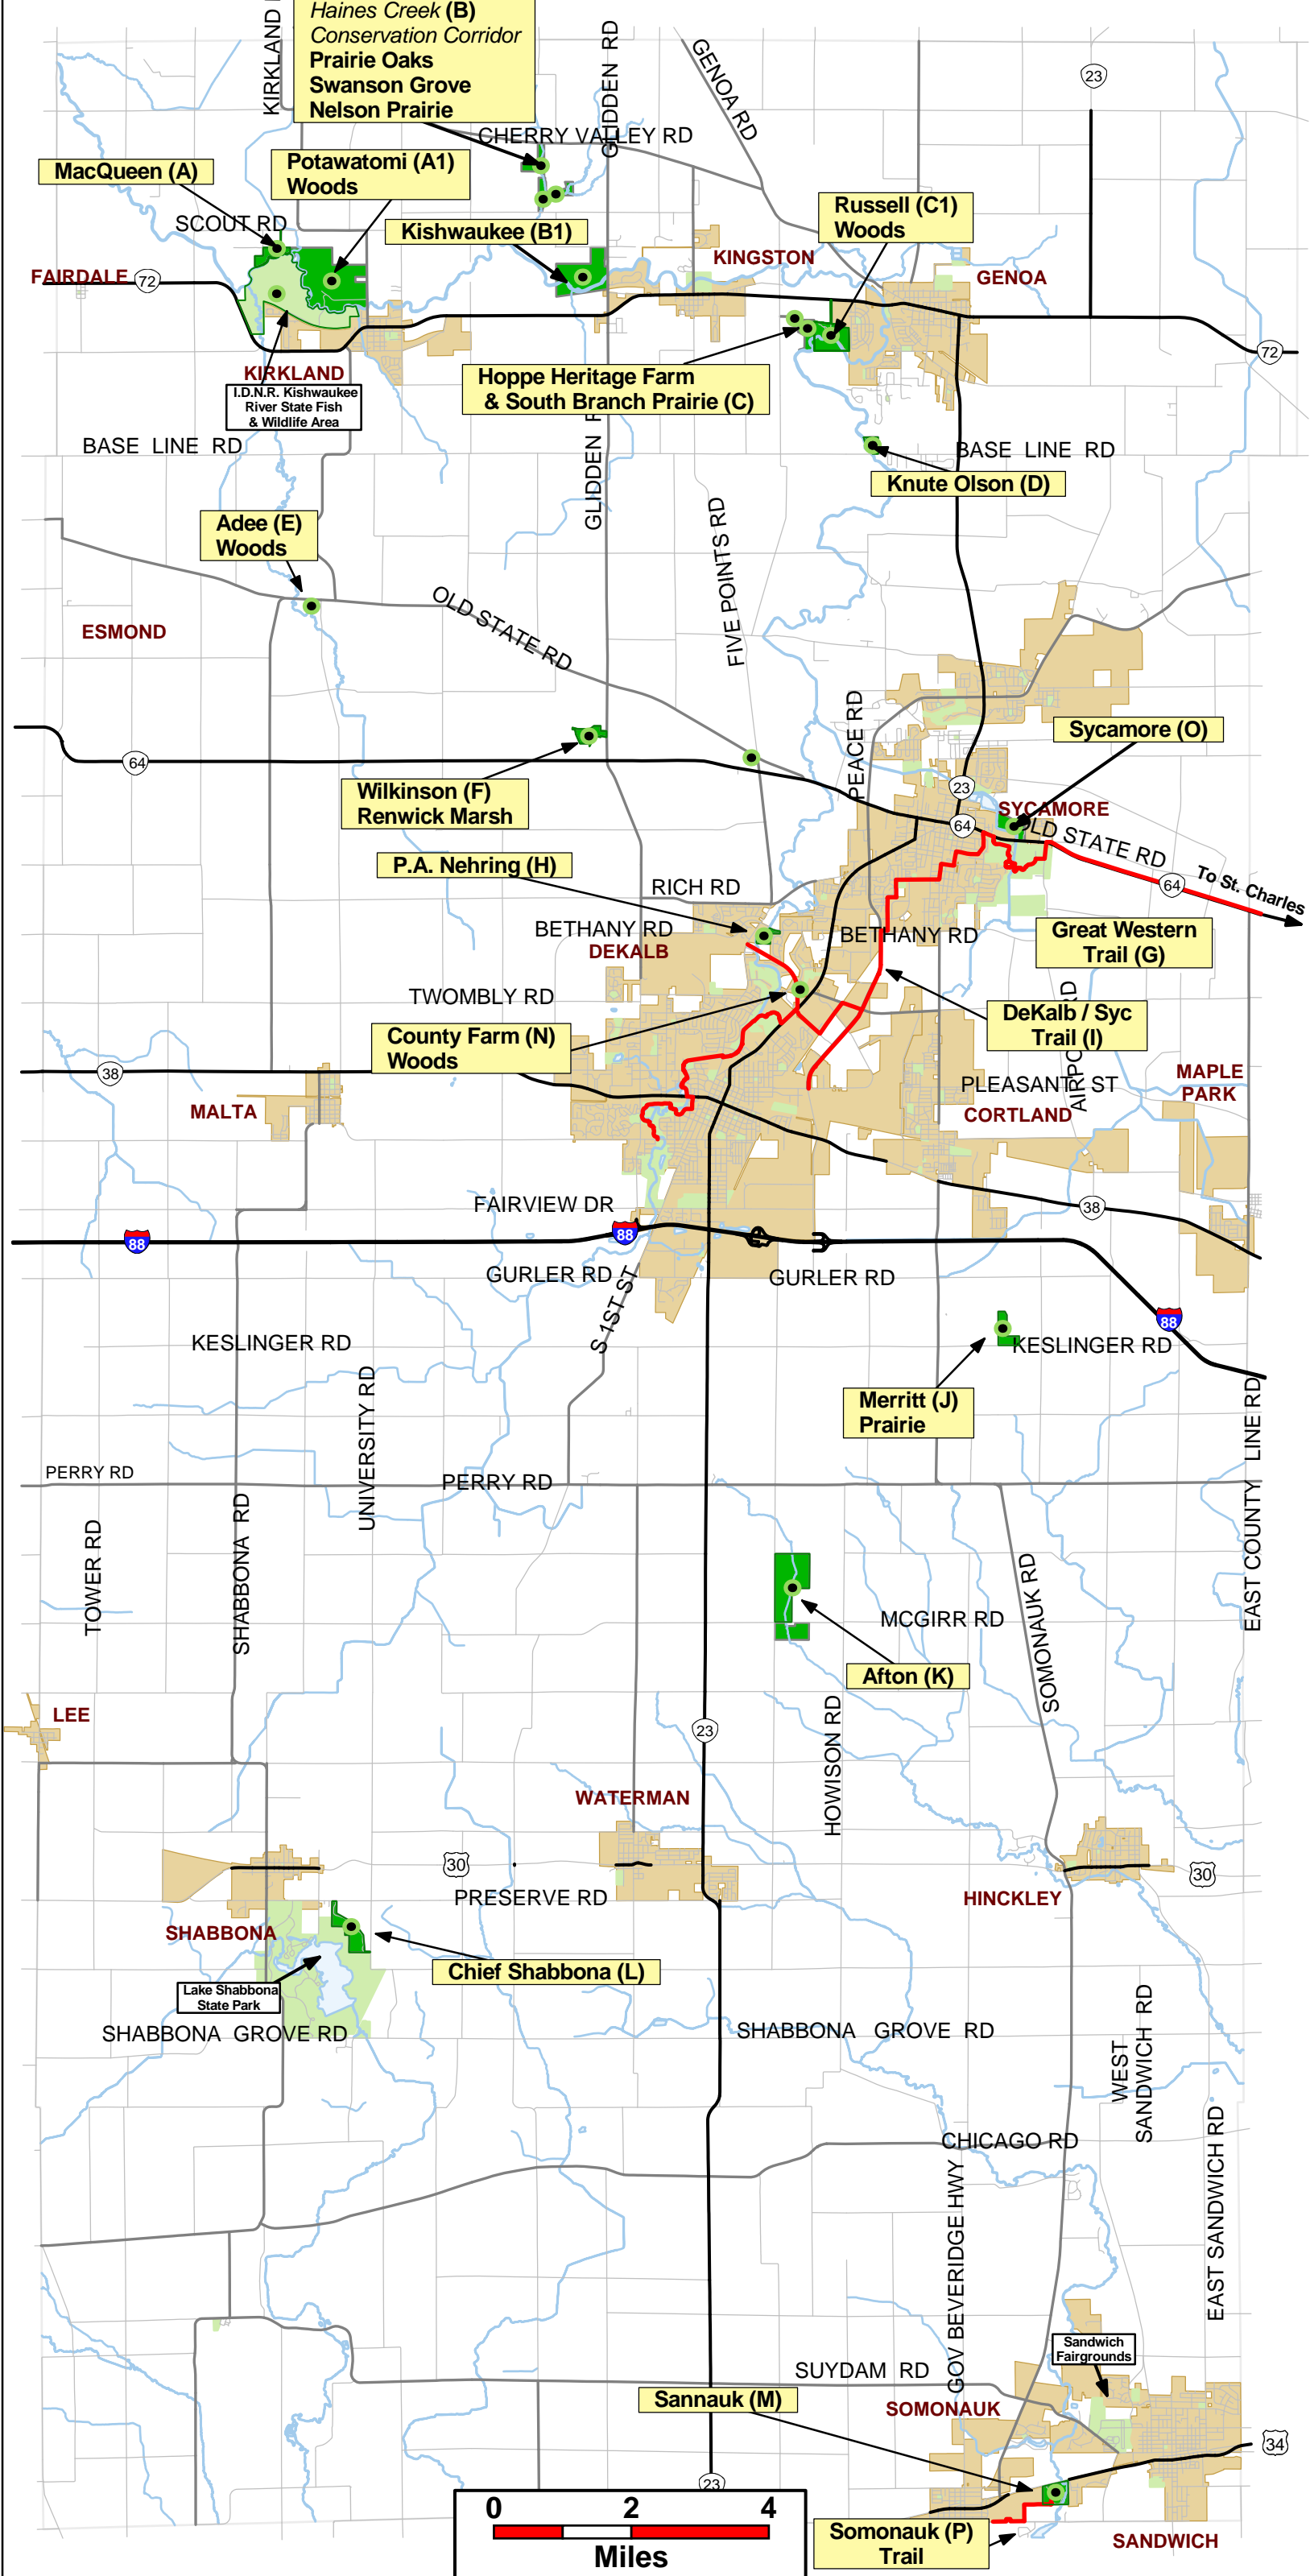 Haines Creek (B)
Conservation Corridor
Prairie Oaks
Swanson Grove
Nelson Prairie
GLIDDEN RD
GENOA RD
23
CHERRY VALLEY RD
MacQueen (A)
Potawatomi (A1)
Woods
SCOUT RD
Kishwaukee (B1)
Russell (C1)
Woods
KINGSTON
GENOA
FAIRDALE
72
72
KIRKLAND
I.D.N.R. Kishwaukee
River State Fish
& Wildlife Area
Hoppe Heritage Farm
& South Branch Prairie (C)
BASE LINE RD
BASE LINE RD
Knute Olson (D)
Adee (E)
Woods
FIVE POINTS RD
OLD STATE RD
ESMOND
PEACE RD
Sycamore (O)
64
Wilkinson (F)
Renwick Marsh
23
SYCAMORE
64
P.A. Nehring (H)
RICH RD
64
To St. Charles
BETHANY RD
BETHANY RD
DEKALB
Great Western
Trail (G)
TWOMBLY RD
County Farm (N)
Woods
DeKalb / Syc
Trail (I)
38
PLEASANT ST
MALTA
CORTLAND
MAPLE
PARK
FAIRVIEW DR
38
88
88
GURLER RD
GURLER RD
S 1ST ST
88
KESLINGER RD
KESLINGER RD
UNIVERSITY RD
Merritt (J)
Prairie
EAST COUNTY LINE RD
PERRY RD
PERRY RD
TOWER RD
SHABBONA RD
MCGIRR RD
SOMONAUK RD
Afton (K)
LEE
23
HOWISON RD
WATERMAN
30
30
PRESERVE RD
HINCKLEY
SHABBONA
Chief Shabbona (L)
Lake Shabbona
State Park
SHABBONA GROVE RD
SHABBONA GROVE RD
WEST
SANDWICH RD
CHICAGO RD
EAST SANDWICH RD
GOV BEVERIDGE HWY
Sandwich
Fairgrounds
SUYDAM RD
Sannauk (M)
SOMONAUK
34
23
0 2 4
Miles
Somonauk (P)
Trail
SANDWICH